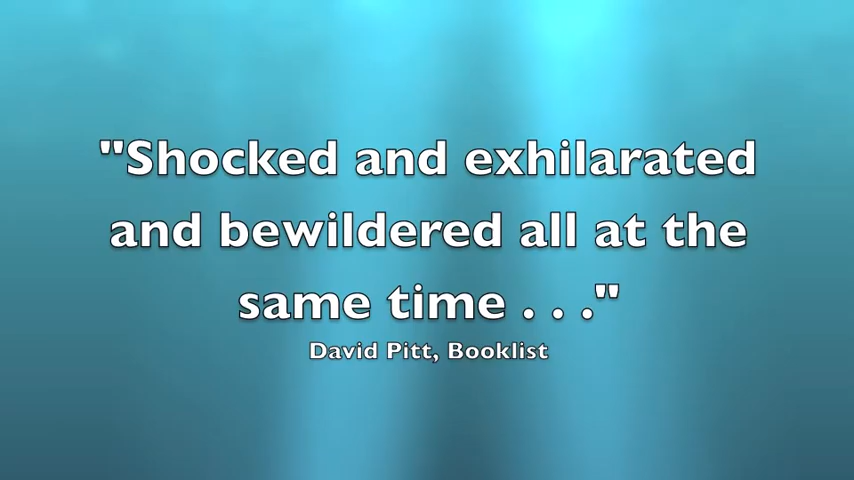 "Shocked and exhilarated
and bewildered all at the
same time . . ."
David Pitt, Booklist